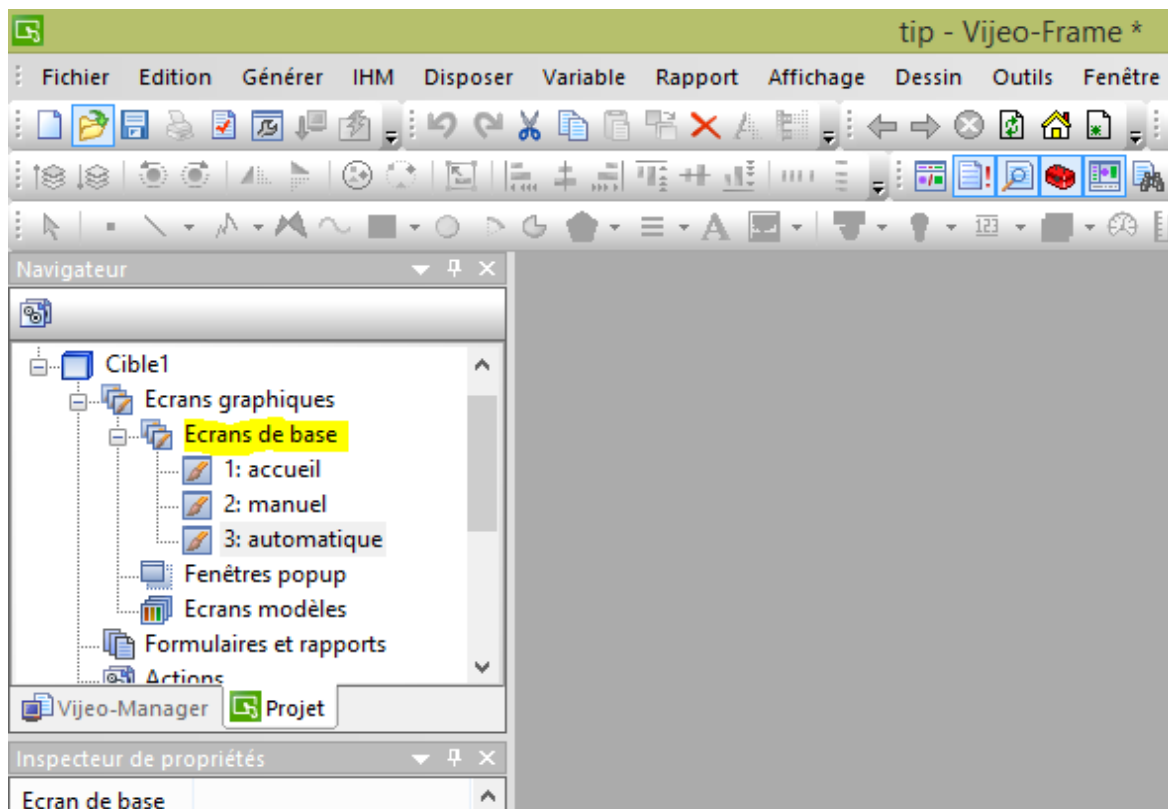 tip - Vijeo-Frame *
Fichier Edition Générer IHM Disposer Variable Rapport Affichage Dessin Outils Fenêtre
123
Navigateur
Cible1
Ecrans graphiques
Ecrans de base
1: accueil
2: manuel
3: automatique
Fenêtres popup
Ecrans modèles
Formulaires et rapports
Actions
Vijeo-Manager Projet
Inspecteur de propriétés
Ecran de base